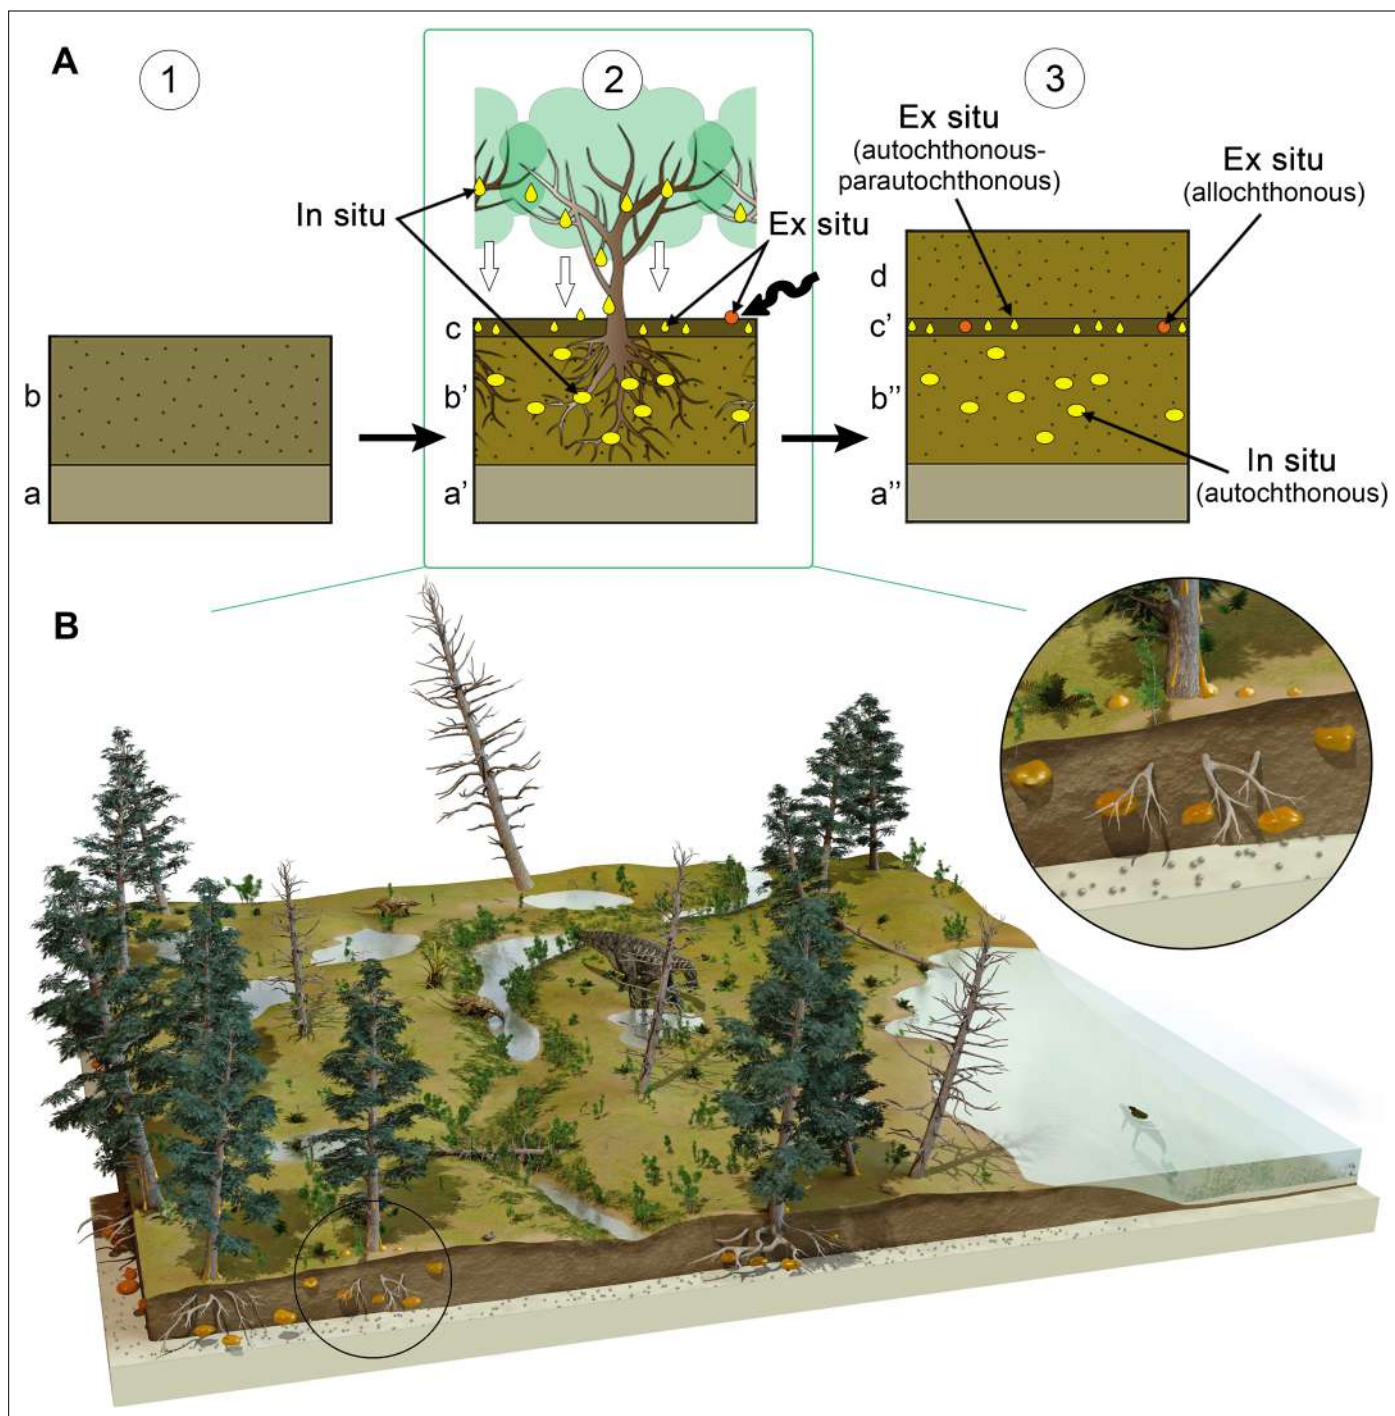 A
1
2
3
In situ
Ex situ
Ex situ
(autochthonous-
parautochthonous)
Ex situ
(allochthonous)
In situ
(autochthonous)
b
a
c
b'
a'
d
c'
b''
a''
B